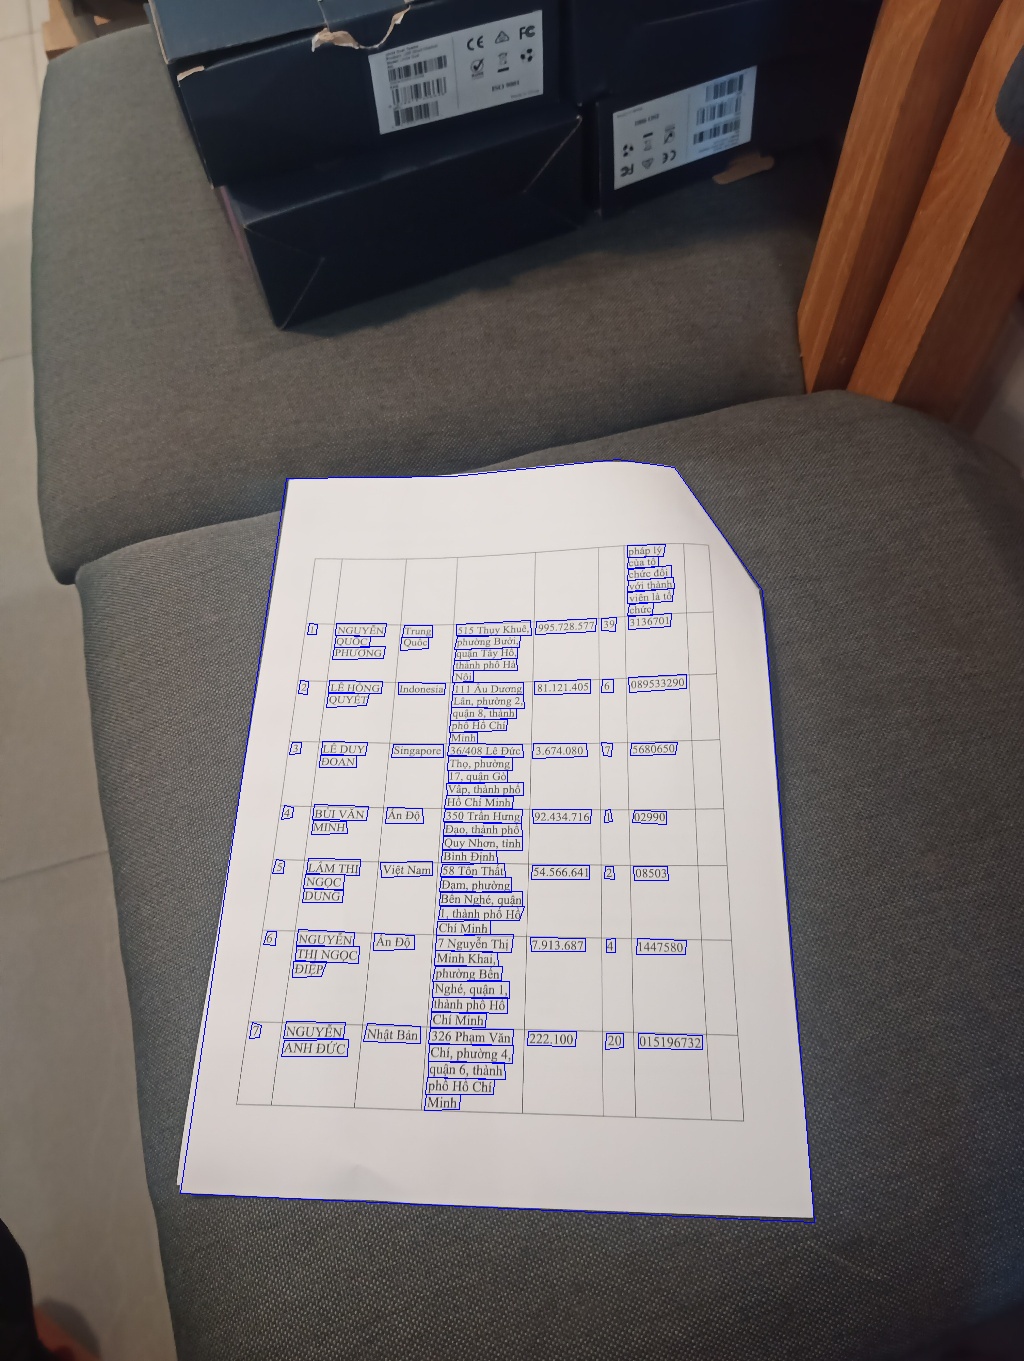 pháp lý
của tổ
chức đối
với thành
viên là tổ
chức
1 NGUYỄN QUỐC PHƯƠNG Trung Quốc 515 Thụy Khuê, phường Bưởi, quận Tây Hồ, thành phố Hà Nội 995.728.577 39 3136701
2 LÊ HỒNG QUYẾT Indonesia 111 Âu Dương Lân, phường 2, quận 8, thành phố Hồ Chí Minh 81.121.405 6 089533290
3 LÊ DUY ĐOAN Singapore 36/408 Lê Đức Thọ, phường 17, quận Gò Vấp, thành phố Hồ Chí Minh 3.674.080 7 5680650
4 BÙI VĂN MINH Ấn Độ 350 Trần Hưng Đạo, thành phố Quy Nhơn, tỉnh Bình Định 92.434.716 1 02990
5 LÂM THỊ NGỌC DUNG Việt Nam 58 Tôn Thất Đạm, phường Bến Nghé, quận 1, thành phố Hồ Chí Minh 54.566.641 2 08503
6 NGUYỄN THỊ NGỌC ĐIỆP Ấn Độ 7 Nguyễn Thị Minh Khai, phường Bến Nghé, quận 1, thành phố Hồ Chí Minh 7.913.687 4 1447580
7 NGUYỄN ANH ĐỨC Nhật Bản 326 Phạm Văn Chí, phường 4, quận 6, thành phố Hồ Chí Minh 222.100 20 015196732